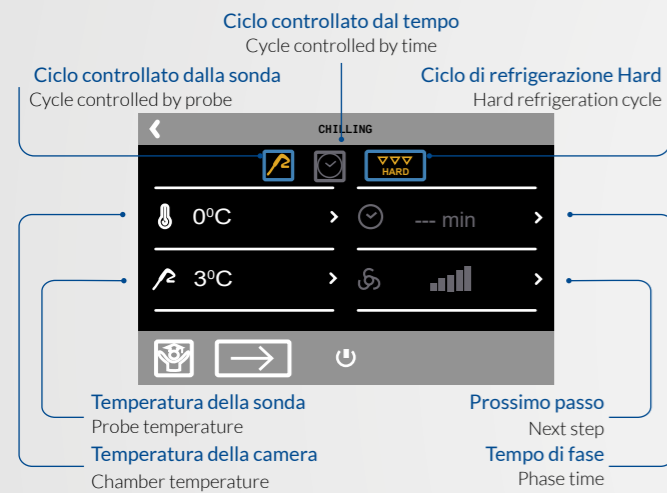 Ciclo controllato dal tempo
Cycle controlled by time
Ciclo controllato dalla sonda
Cycle controlled by probe
Ciclo di refrigerazione Hard
Hard refrigeration cycle
CHILLING
HARD
0⁰C
--- min
3⁰C
Temperatura della sonda
Probe temperature
Temperatura della camera
Chamber temperature
Prossimo passo
Next step
Tempo di fase
Phase time